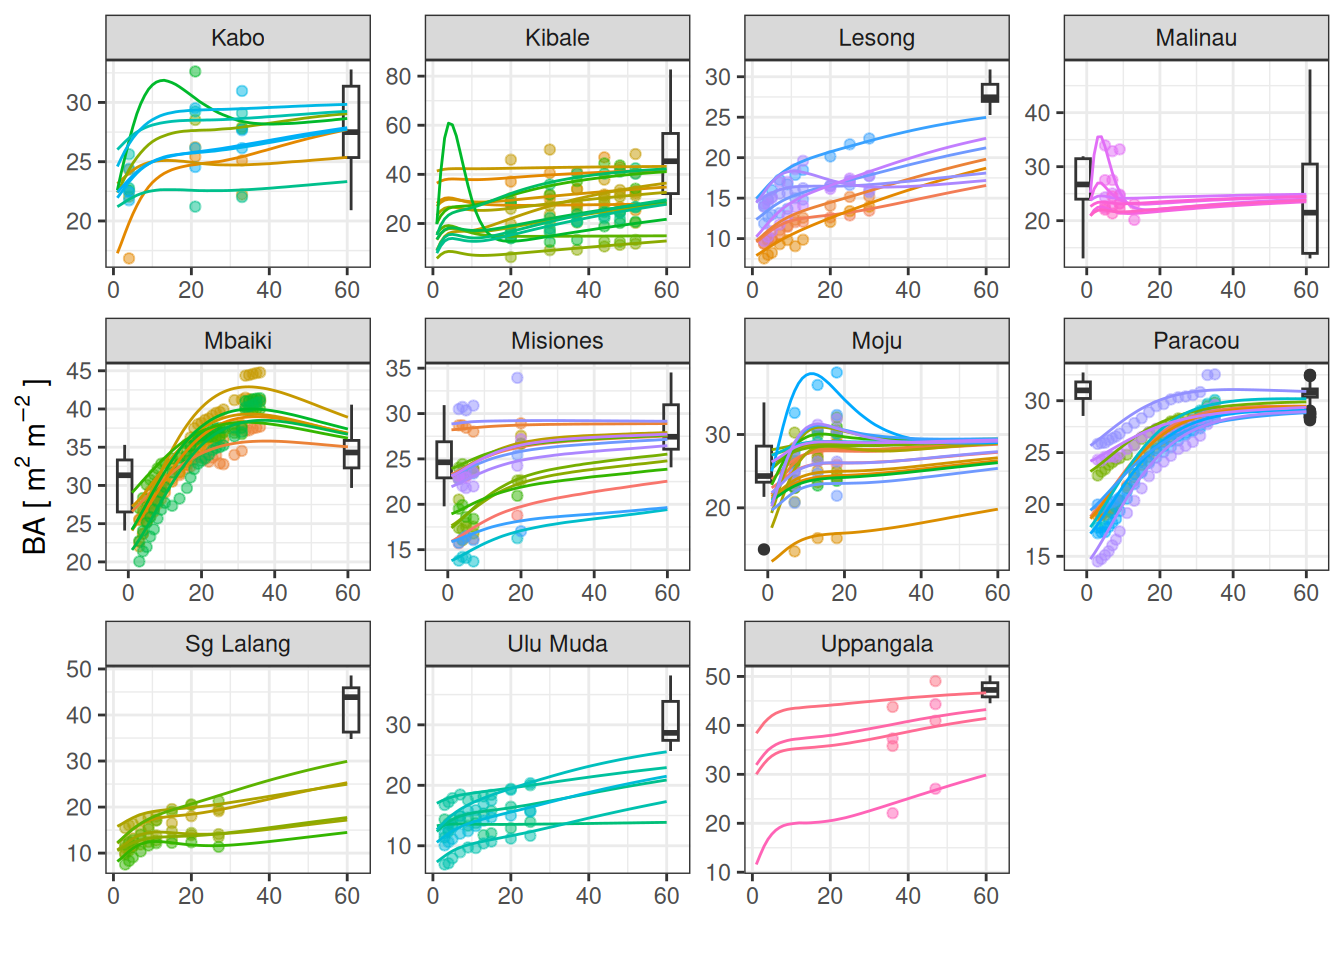 Kabo Kibale Lesong Malinau
30 25 20
80 60 40 20
30 25 20 15 10
40 30 20
0 20 40 60 0 20 40 60 0 20 40 60 0 20 40 60
Mbaiki Misiones Moju Paracou
BA [ m² m⁻² ]
45 40 35 30 25 20
35 30 25 20 15
30 20
30 25 20 15
0 20 40 60 0 20 40 60 0 20 40 60 0 20 40 60
Sg Lalang Ulu Muda Uppangala
50 40 30 20 10
30 20 10
50 40 30 20 10
0 20 40 60 0 20 40 60 0 20 40 60